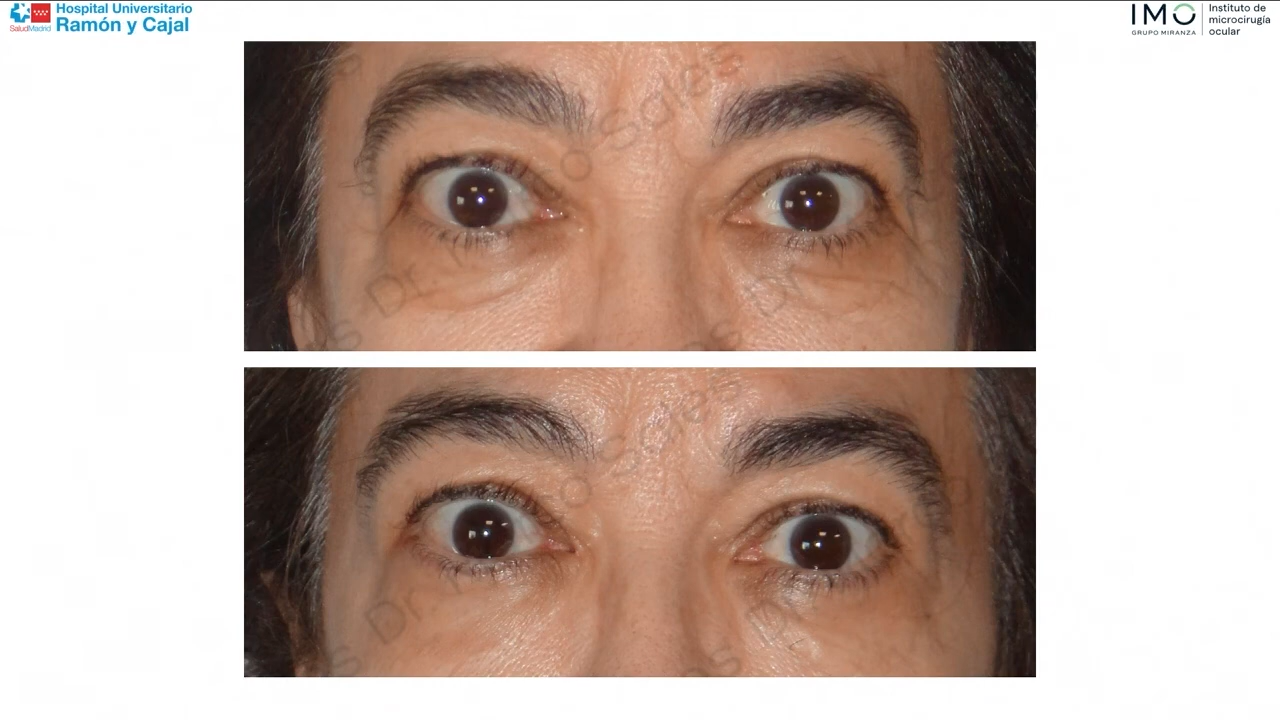 Hospital Universitario
SaludMadrid Ramón y Cajal
IMO
GRUPO MIRANZA
Instituto de
microcirugía
ocular